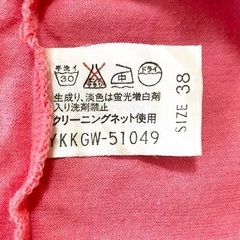 手洗イ ドライ
30
生成り、淡色は蛍光増白剤
入り洗剤禁止
クリーニングネット使用
YKKGW-51049
SIZE 38